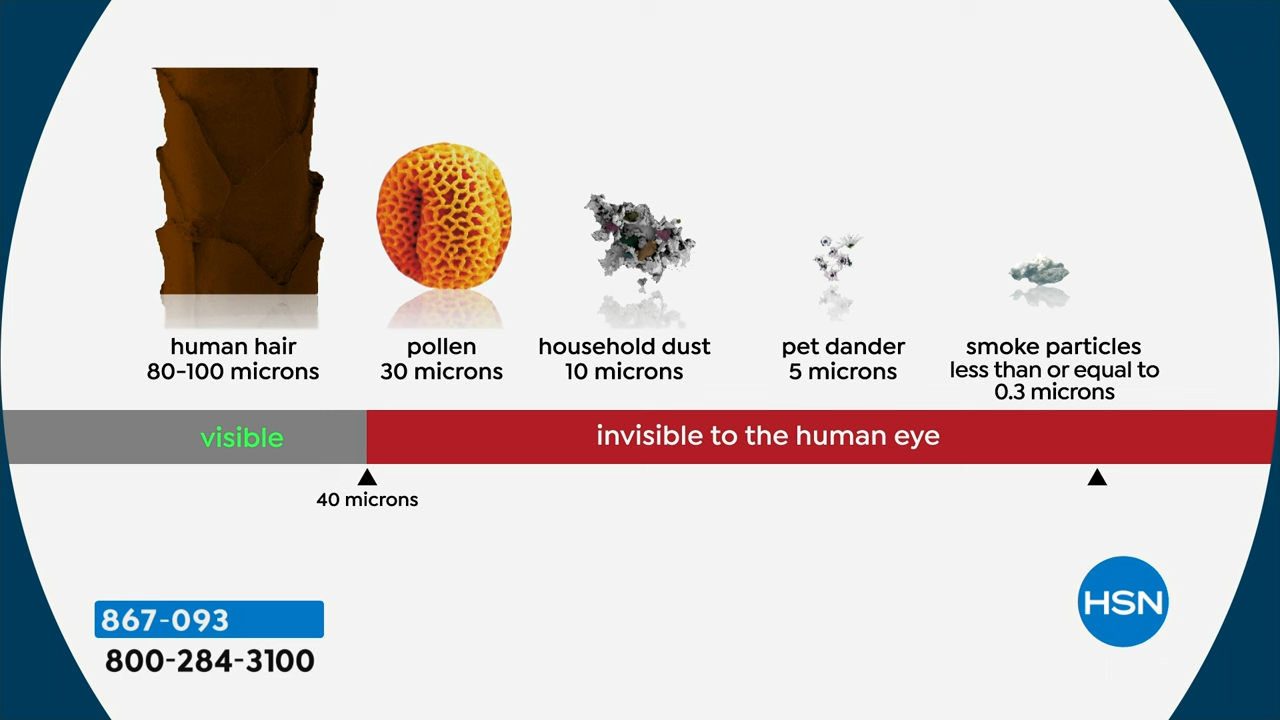 human hair
80-100 microns
pollen
30 microns
household dust
10 microns
pet dander
5 microns
smoke particles
less than or equal to
0.3 microns
visible
invisible to the human eye
40 microns
867-093
800-284-3100
HSN